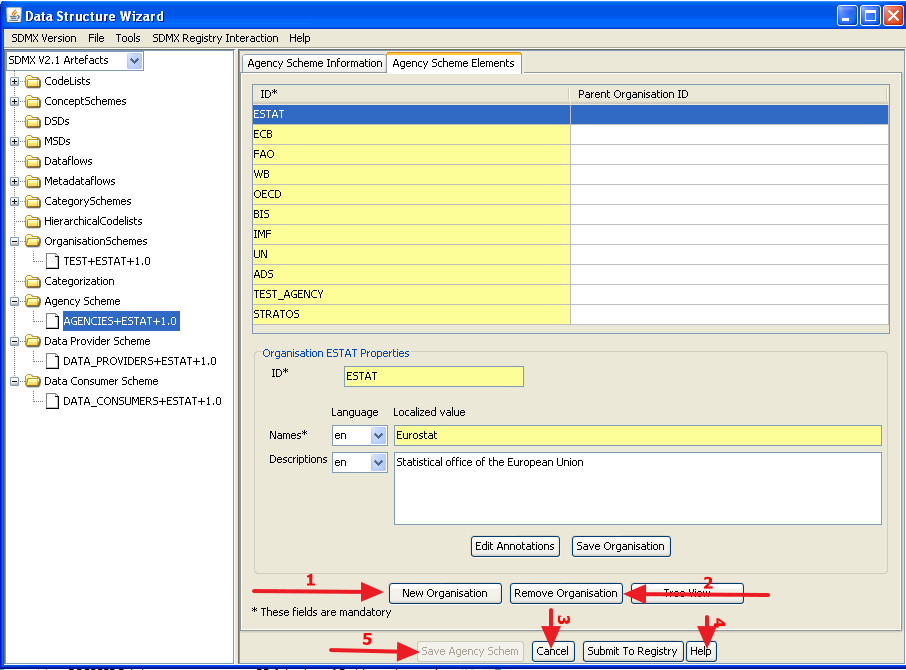 Data Structure Wizard
SDMX Version File Tools SDMX Registry Interaction Help
SDMX V2.1 Artefacts
CodeLists
ConceptSchemes
DSDs
MSDs
Dataflows
Metadataflows
CategorySchemes
HierarchicalCodelists
OrganisationSchemes
TEST+ESTAT+1.0
Categorization
Agency Scheme
AGENCIES+ESTAT+1.0
Data Provider Scheme
DATA_PROVIDERS+ESTAT+1.0
Data Consumer Scheme
DATA_CONSUMERS+ESTAT+1.0
Agency Scheme Information Agency Scheme Elements
ID* Parent Organisation ID
ESTAT
ECB
FAO
WB
OECD
BIS
IMF
UN
ADS
TEST_AGENCY
STRATOS
Organisation ESTAT Properties
ID* ESTAT
Language Localized value
Names* en Eurostat
Descriptions en Statistical office of the European Union
Edit Annotations Save Organisation
1 New Organisation Remove Organisation Tree View 2
* These fields are mandatory
3 4
5 Save Agency Schem Cancel Submit To Registry Help